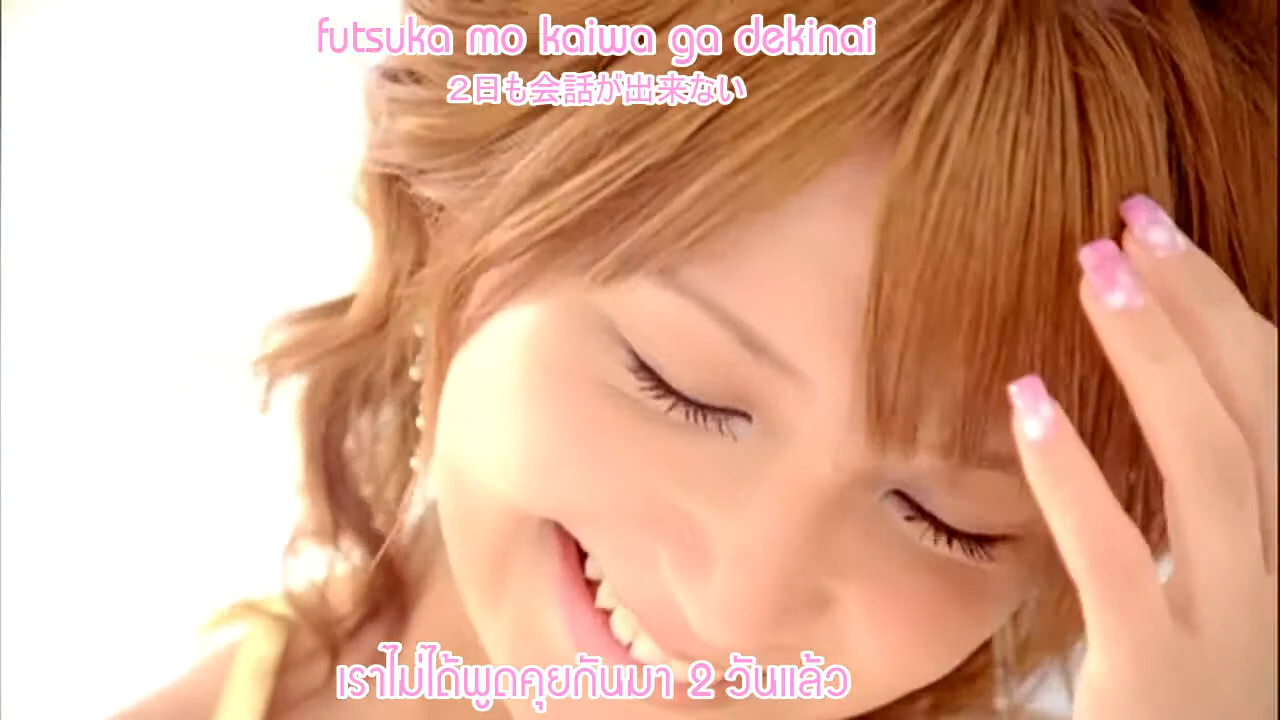 futsuka mo kaiwa ga dekinai
２日も会話が出来ない
เราไม่ได้พูดคุยกันมา 2 วันแล้ว